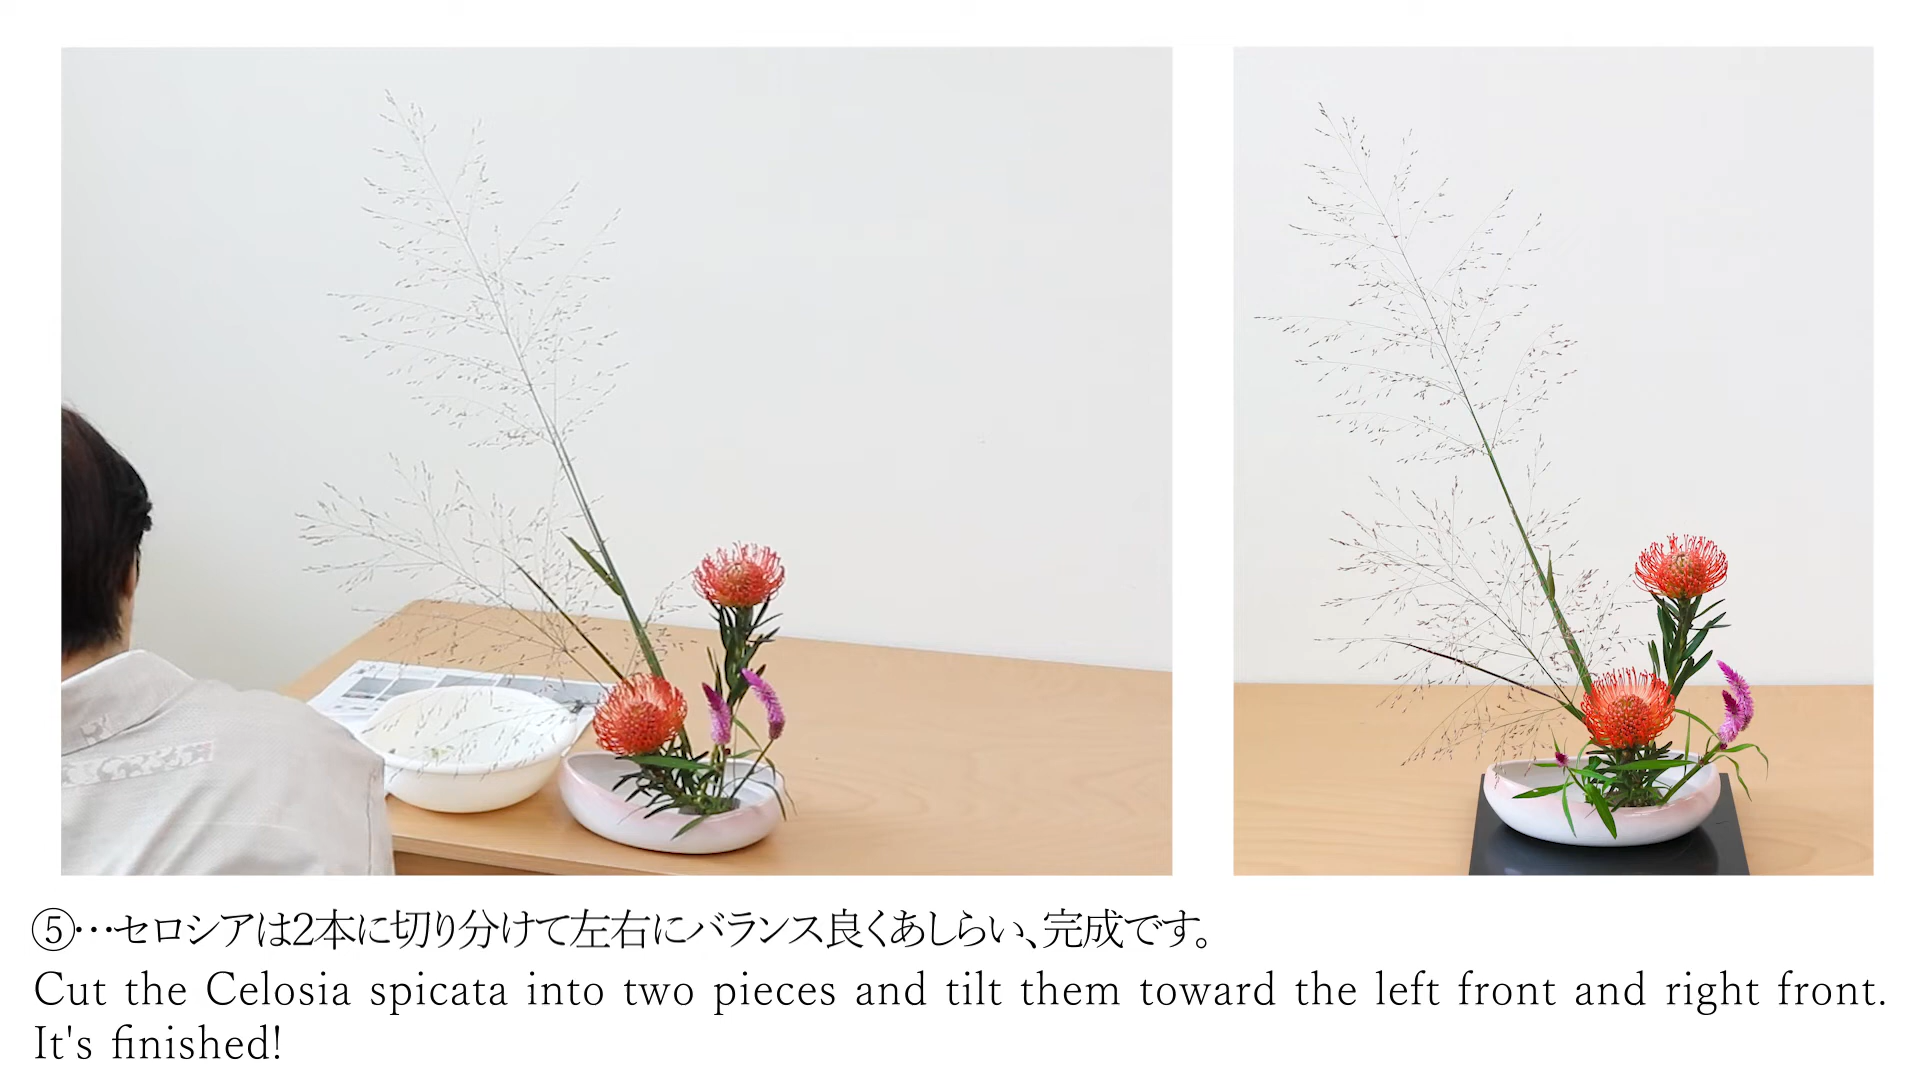 ⑤…セロシアは2本に切り分けて左右にバランス良くあしらい、完成です。
Cut the Celosia spicata into two pieces and tilt them toward the left front and right front.
It's finished!